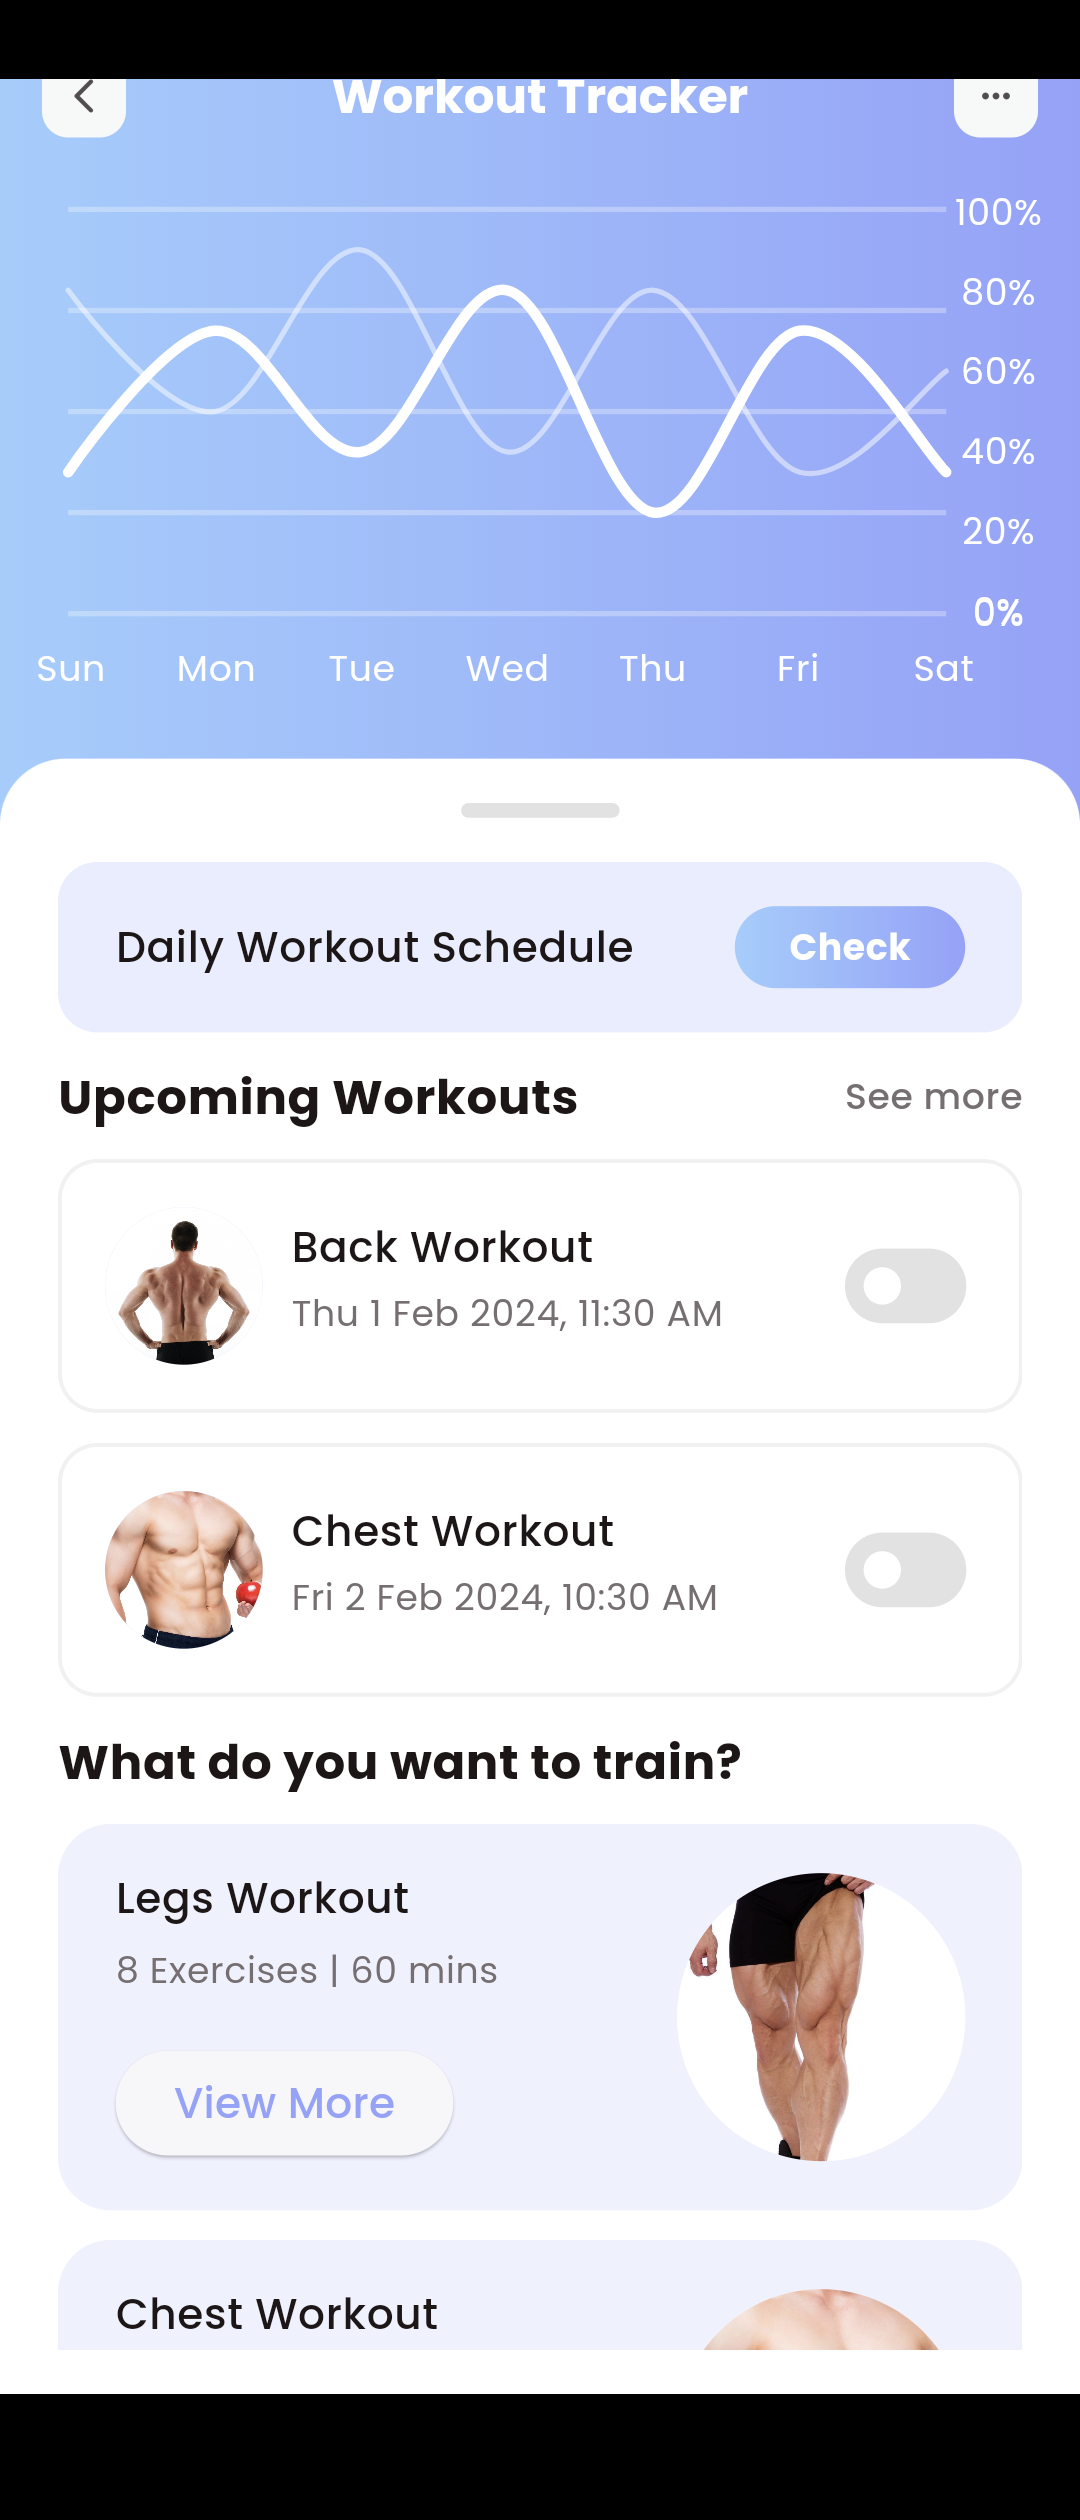 Workout Tracker
100%
80%
60%
40%
20%
0%
Sun Mon Tue Wed Thu Fri Sat
Daily Workout Schedule
Check
Upcoming Workouts
See more
Back Workout
Thu 1 Feb 2024, 11:30 AM
Chest Workout
Fri 2 Feb 2024, 10:30 AM
What do you want to train?
Legs Workout
8 Exercises | 60 mins
View More
Chest Workout